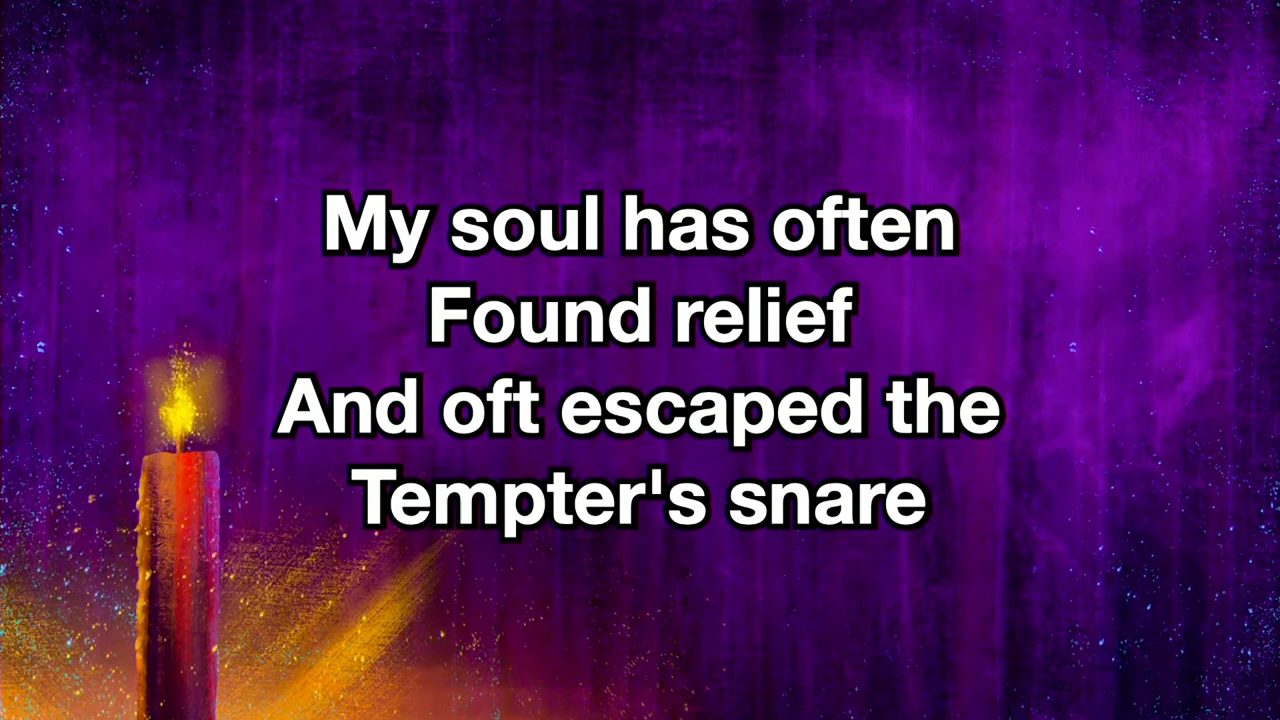 My soul has often
Found relief
And oft escaped the
Tempter's snare